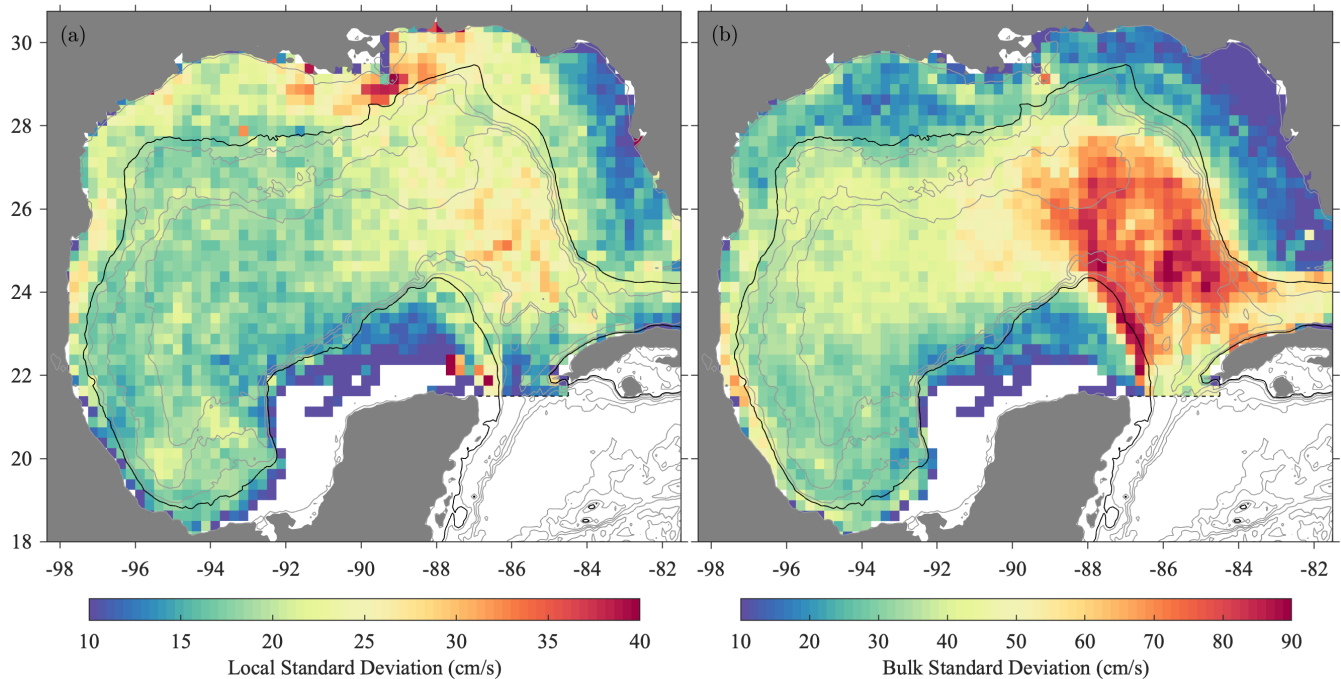 (a)
(b)
30
28
26
24
22
20
18
-98 -96 -94 -92 -90 -88 -86 -84 -82
-98 -96 -94 -92 -90 -88 -86 -84 -82
10 15 20 25 30 35 40
10 20 30 40 50 60 70 80 90
Local Standard Deviation (cm/s)
Bulk Standard Deviation (cm/s)